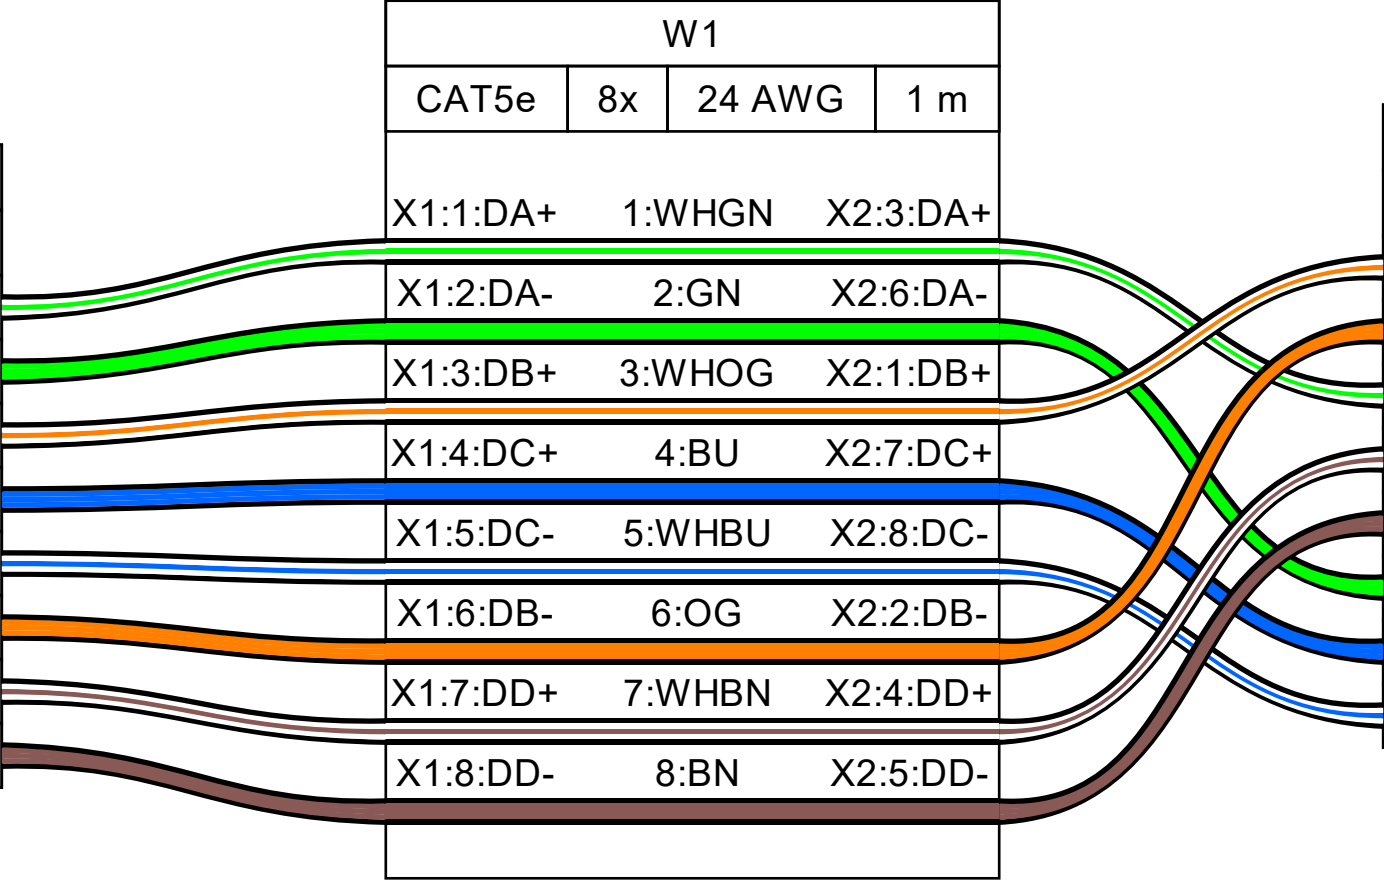 W1
CAT5e 8x 24 AWG 1 m
X1:1:DA+ 1:WHGN X2:3:DA+
X1:2:DA- 2:GN X2:6:DA-
X1:3:DB+ 3:WHOG X2:1:DB+
X1:4:DC+ 4:BU X2:7:DC+
X1:5:DC- 5:WHBU X2:8:DC-
X1:6:DB- 6:OG X2:2:DB-
X1:7:DD+ 7:WHBN X2:4:DD+
X1:8:DD- 8:BN X2:5:DD-